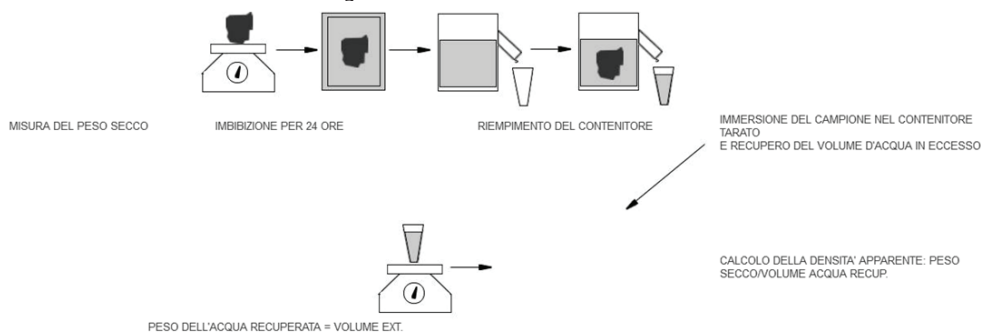 MISURA DEL PESO SECCO
IMBIBIZIONE PER 24 ORE
RIEMPIMENTO DEL CONTENITORE
IMMERSIONE DEL CAMPIONE NEL CONTENITORE
TARATO
E RECUPERO DEL VOLUME D'ACQUA IN ECCESSO
CALCOLO DELLA DENSITA' APPARENTE: PESO
SECCO/VOLUME ACQUA RECUP.
PESO DELL'ACQUA RECUPERATA = VOLUME EXT.